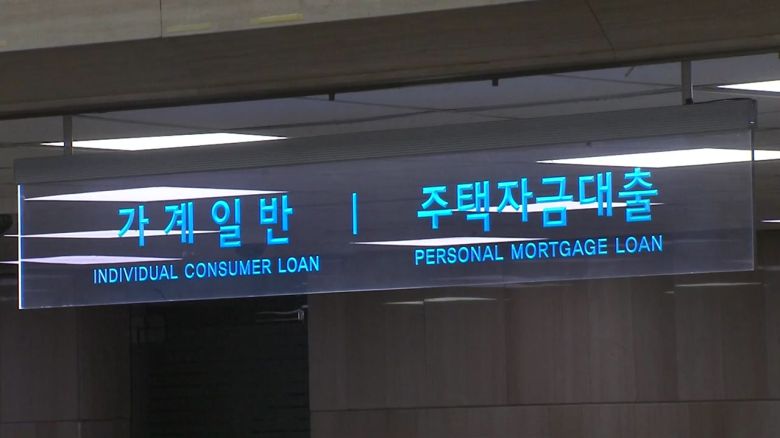 가계일반 | 주택자금대출
INDIVIDUAL CONSUMER LOAN PERSONAL MORTGAGE LOAN